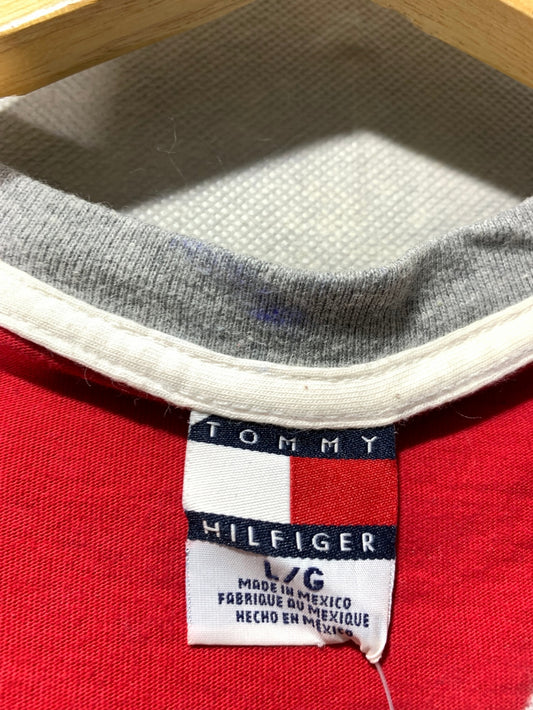 TOMMY
HILFIGER
L/G
MADE IN MEXICO
FABRIQUE AU MEXIQUE
HECHO EN MEXICO